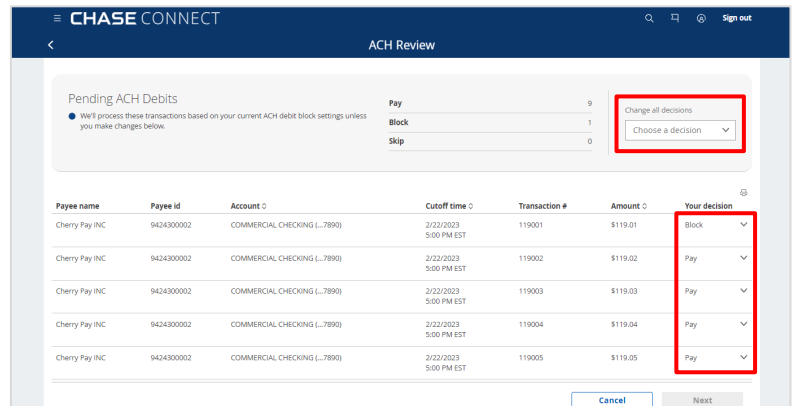 CHASE CONNECT
Sign out
ACH Review
Pending ACH Debits
We'll process these transactions based on your current ACH debit block settings unless
you make changes below.
Pay 9
Block 1
Skip 0
Change all decisions
Choose a decision
Payee name Payee id Account Cutoff time Transaction # Amount Your decision
Cherry Pay INC 9424300002 COMMERCIAL CHECKING (...7890) 2/22/2023 119001 $119.01 Block
5:00 PM EST
Cherry Pay INC 9424300002 COMMERCIAL CHECKING (...7890) 2/22/2023 119002 $119.02 Pay
5:00 PM EST
Cherry Pay INC 9424300002 COMMERCIAL CHECKING (...7890) 2/22/2023 119003 $119.03 Pay
5:00 PM EST
Cherry Pay INC 9424300002 COMMERCIAL CHECKING (...7890) 2/22/2023 119004 $119.04 Pay
5:00 PM EST
Cherry Pay INC 9424300002 COMMERCIAL CHECKING (...7890) 2/22/2023 119005 $119.05 Pay
5:00 PM EST
Cancel Next